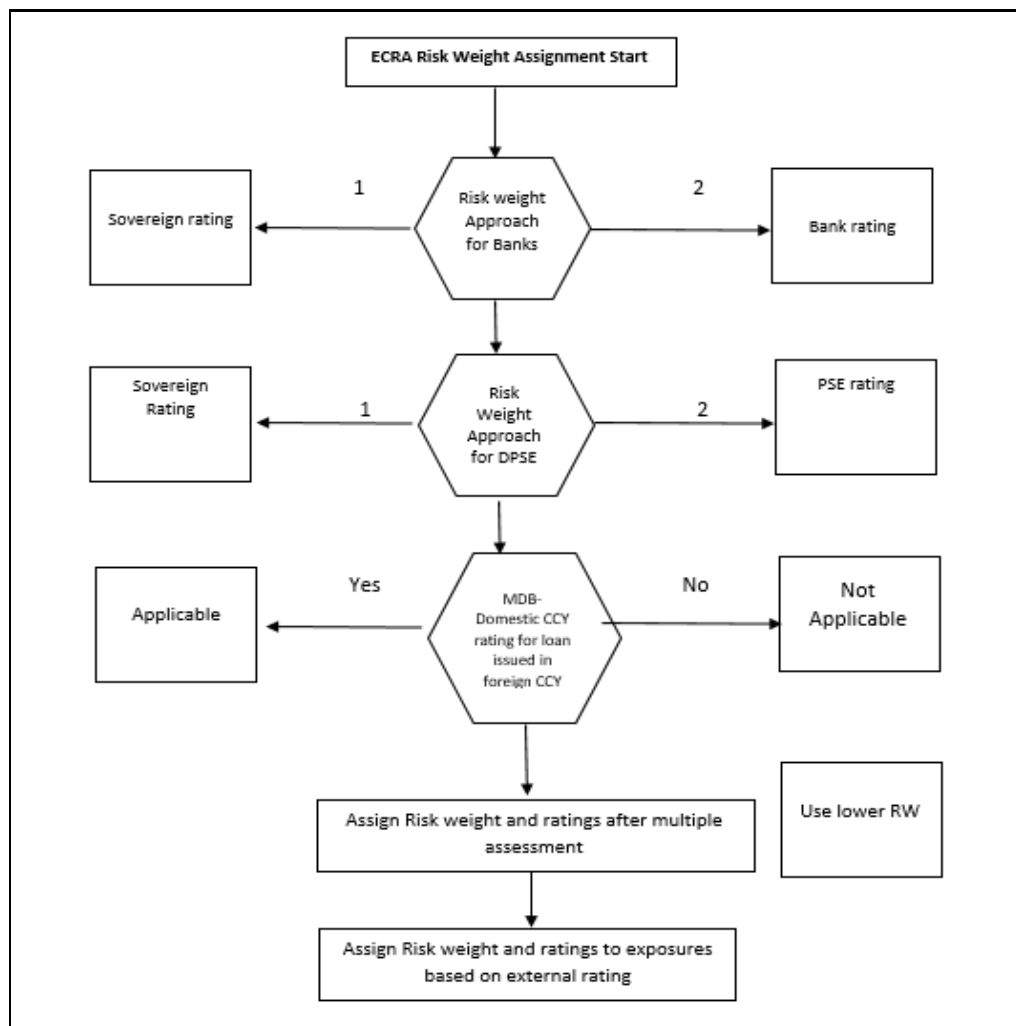 ECRA Risk Weight Assignment Start
1
2
Sovereign rating
Risk weight
Approach
for Banks
Bank rating
Sovereign
Rating
1
Risk
Weight
Approach
for DPSE
2
PSE rating
Applicable
Yes
MDB-
Domestic CCY
rating for loan
issued in
foreign CCY
No
Not
Applicable
Assign Risk weight and ratings after multiple
assessment
Use lower RW
Assign Risk weight and ratings to exposures
based on external rating